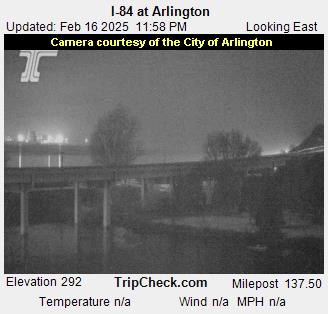 I-84 at Arlington
Updated: Feb 16 2025 11:58 PM Looking East
Camera courtesy of the City of Arlington
Elevation 292 TripCheck.com Milepost 137.50
Temperature n/a Wind n/a MPH n/a